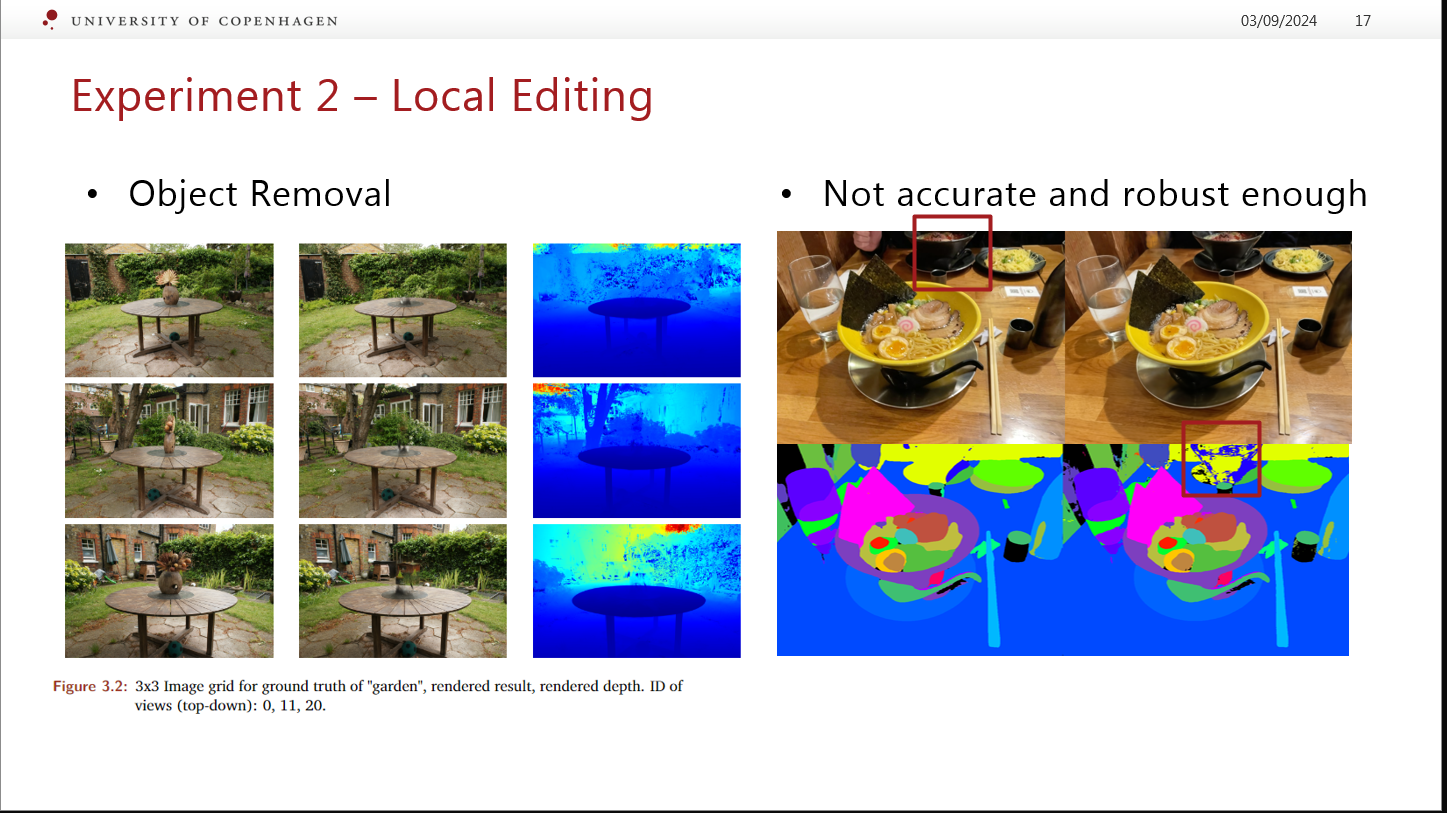 UNIVERSITY OF COPENHAGEN
03/09/2024
17
Experiment 2 – Local Editing
• Object Removal
• Not accurate and robust enough
Figure 3.2: 3x3 Image grid for ground truth of "garden", rendered result, rendered depth. ID of
views (top-down): 0, 11, 20.